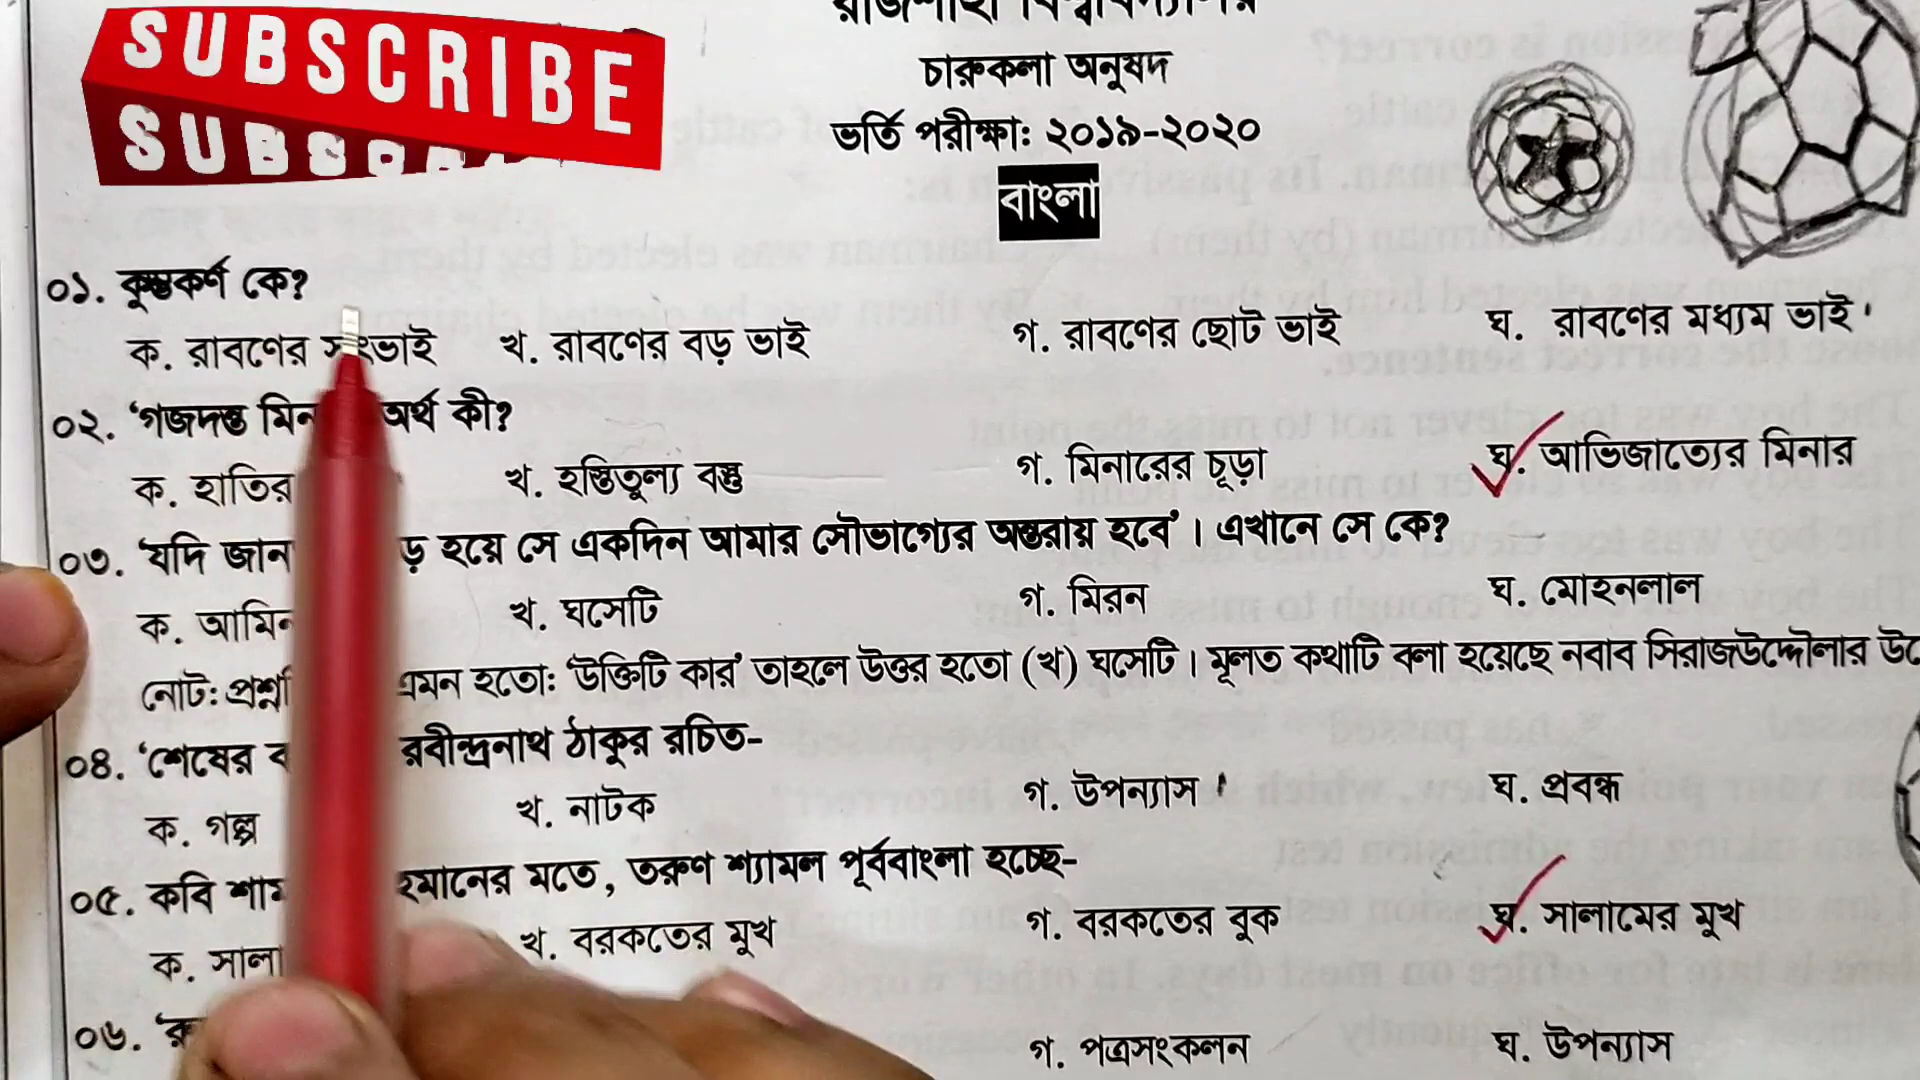 SUBSCRIBE
চারুকলা অনুষদ
ভর্তি পরীক্ষা: ২০১৯-২০২০
বাংলা
০১. কুম্ভকর্ণ কে?
ক. রাবণের সৎভাই খ. রাবণের বড় ভাই গ. রাবণের ছোট ভাই ঘ. রাবণের মধ্যম ভাই
০২. ‘গজদন্ত অর্থ কী?
ক. হাতির খ. হস্তিতুল্য বস্তু গ. মিনারের চূড়া ঘ. আভিজাত্যের মিনার
০৩. ‘যদি হয়ে সে একদিন আমার সৌভাগ্যের অন্তরায় হবে’। এখানে সে কে?
ক. খ. ঘসেটি গ. মিরন ঘ. মোহনলাল
নোট: এমন হতো: ‘উক্তিটি কার’ তাহলে উত্তর হতো (খ) ঘসেটি। মূলত কথাটি বলা হয়েছে নবাব সিরাজউদ্দৌলার
০৪. ‘শেষের রবীন্দ্রনাথ ঠাকুর রচিত-
ক. গল্প খ. নাটক গ. উপন্যাস ঘ. প্রবন্ধ
০৫. কবি মতে, তরুণ শ্যামল পূর্ববাংলা হচ্ছে-
ক. খ. বরকতের মুখ গ. বরকতের বুক ঘ. সালামের মুখ
০৬.
গ. পত্রসংকলন ঘ. উপন্যাস